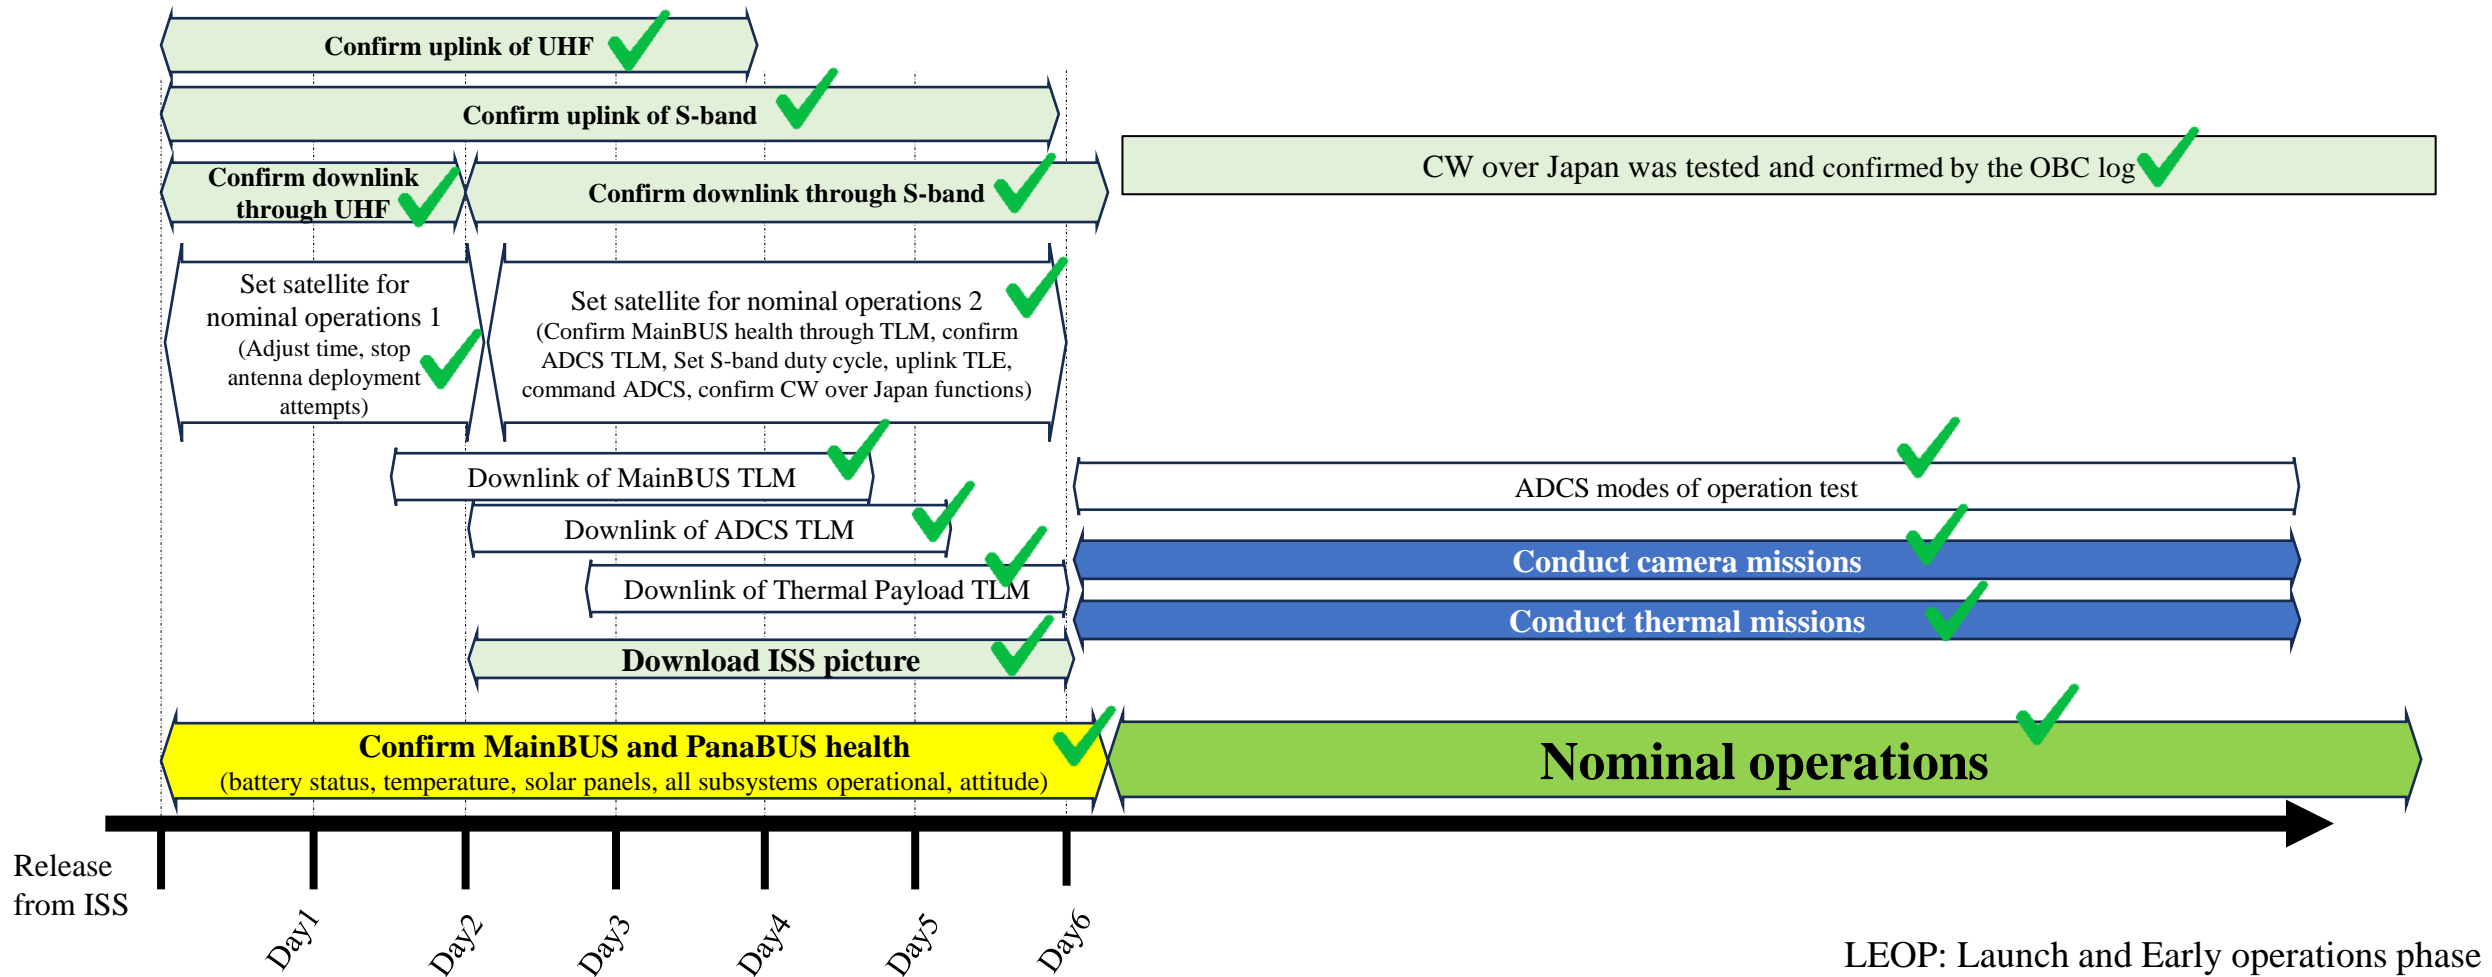 Confirm uplink of UHF
Confirm uplink of S-band
Confirm downlink
through UHF
Confirm downlink through S-band
CW over Japan was tested and confirmed by the OBC log
Set satellite for
nominal operations 1
(Adjust time, stop
antenna deployment
attempts)
Set satellite for nominal operations 2
(Confirm MainBUS health through TLM, confirm
ADCS TLM, Set S-band duty cycle, uplink TLE,
command ADCS, confirm CW over Japan functions)
Downlink of MainBUS TLM
Downlink of ADCS TLM
Downlink of Thermal Payload TLM
Download ISS picture
ADCS modes of operation test
Conduct camera missions
Conduct thermal missions
Confirm MainBUS and PanaBUS health
(battery status, temperature, solar panels, all subsystems operational, attitude)
Nominal operations
Release
from ISS
Day1
Day2
Day3
Day4
Day5
Day6
LEOP: Launch and Early operations phase